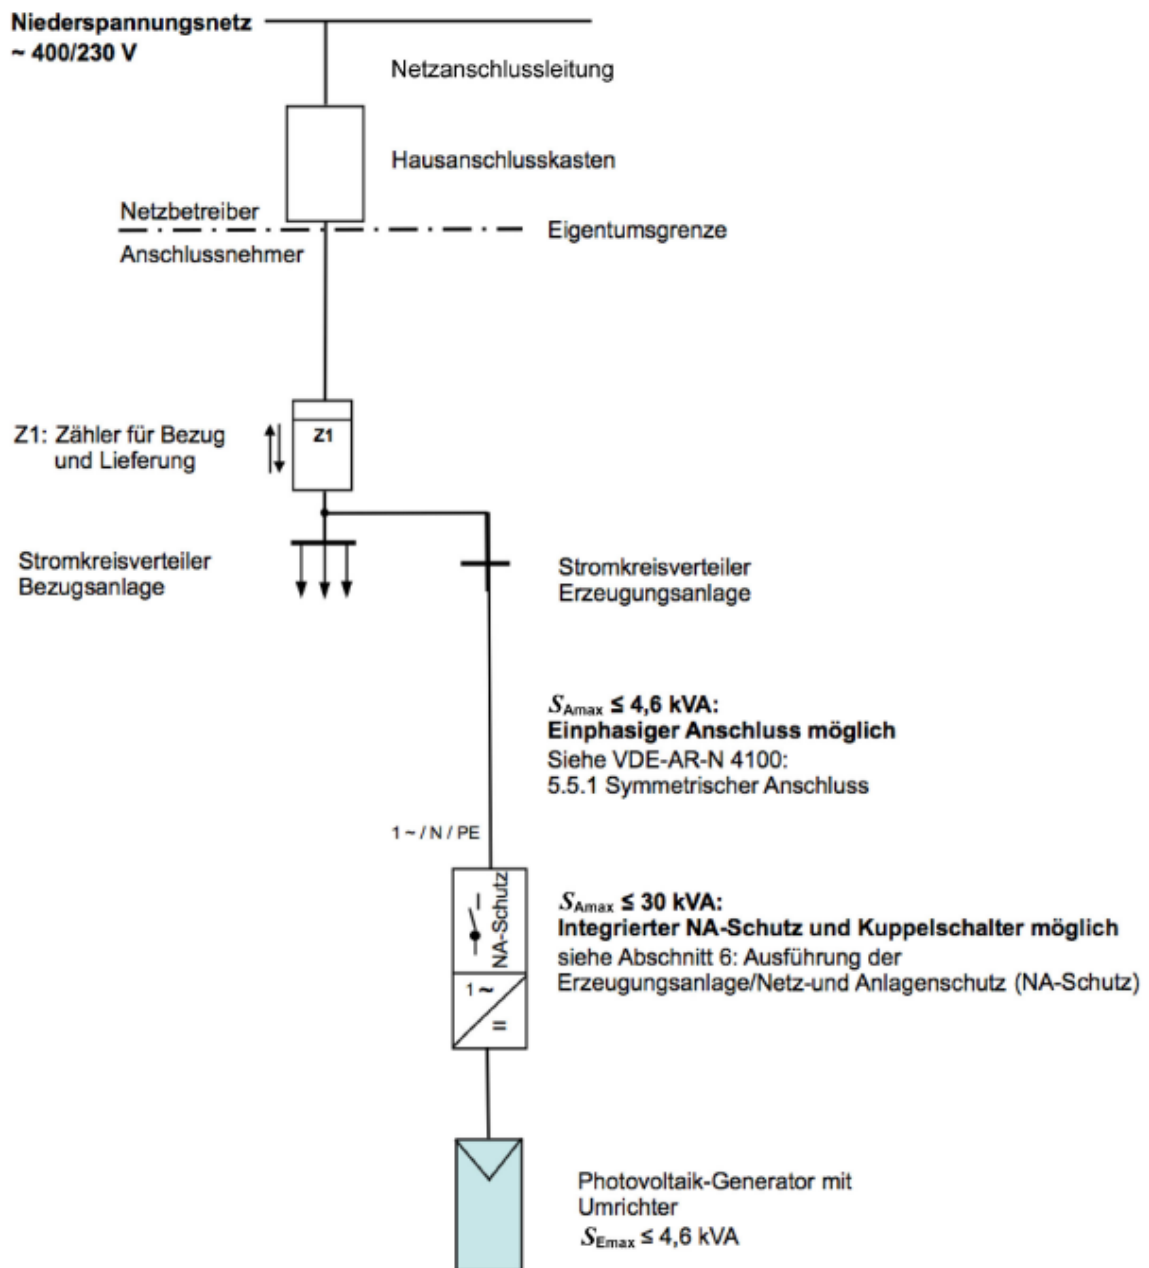 Niederspannungsnetz
~ 400/230 V
Netzanschlussleitung
Hausanschlusskasten
Netzbetreiber
Eigentumsgrenze
Anschlussnehmer
Z1
Z1: Zähler für Bezug
und Lieferung
Stromkreisverteiler
Bezugsanlage
Stromkreisverteiler
Erzeugungsanlage
SAmax ≤ 4,6 kVA:
Einphasiger Anschluss möglich
Siehe VDE-AR-N 4100:
5.5.1 Symmetrischer Anschluss
1 ~ / N / PE
NA-Schutz
SAmax ≤ 30 kVA:
Integrierter NA-Schutz und Kuppelschalter möglich
siehe Abschnitt 6: Ausführung der
Erzeugungsanlage/Netz-und Anlagenschutz (NA-Schutz)
1 ~
=
Photovoltaik-Generator mit
Umrichter
SEmax ≤ 4,6 kVA